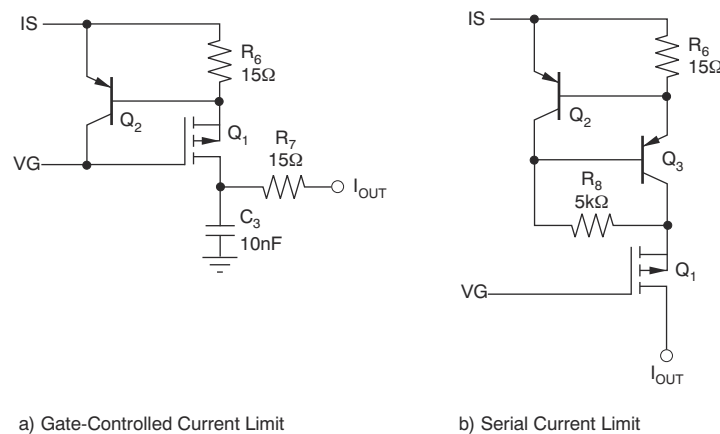 IS
R6
15Ω
Q2
Q1
VG
R7
15Ω
IOUT
C3
10nF
a) Gate-Controlled Current Limit
IS
R6
15Ω
Q2
Q3
R8
5kΩ
Q1
VG
IOUT
b) Serial Current Limit